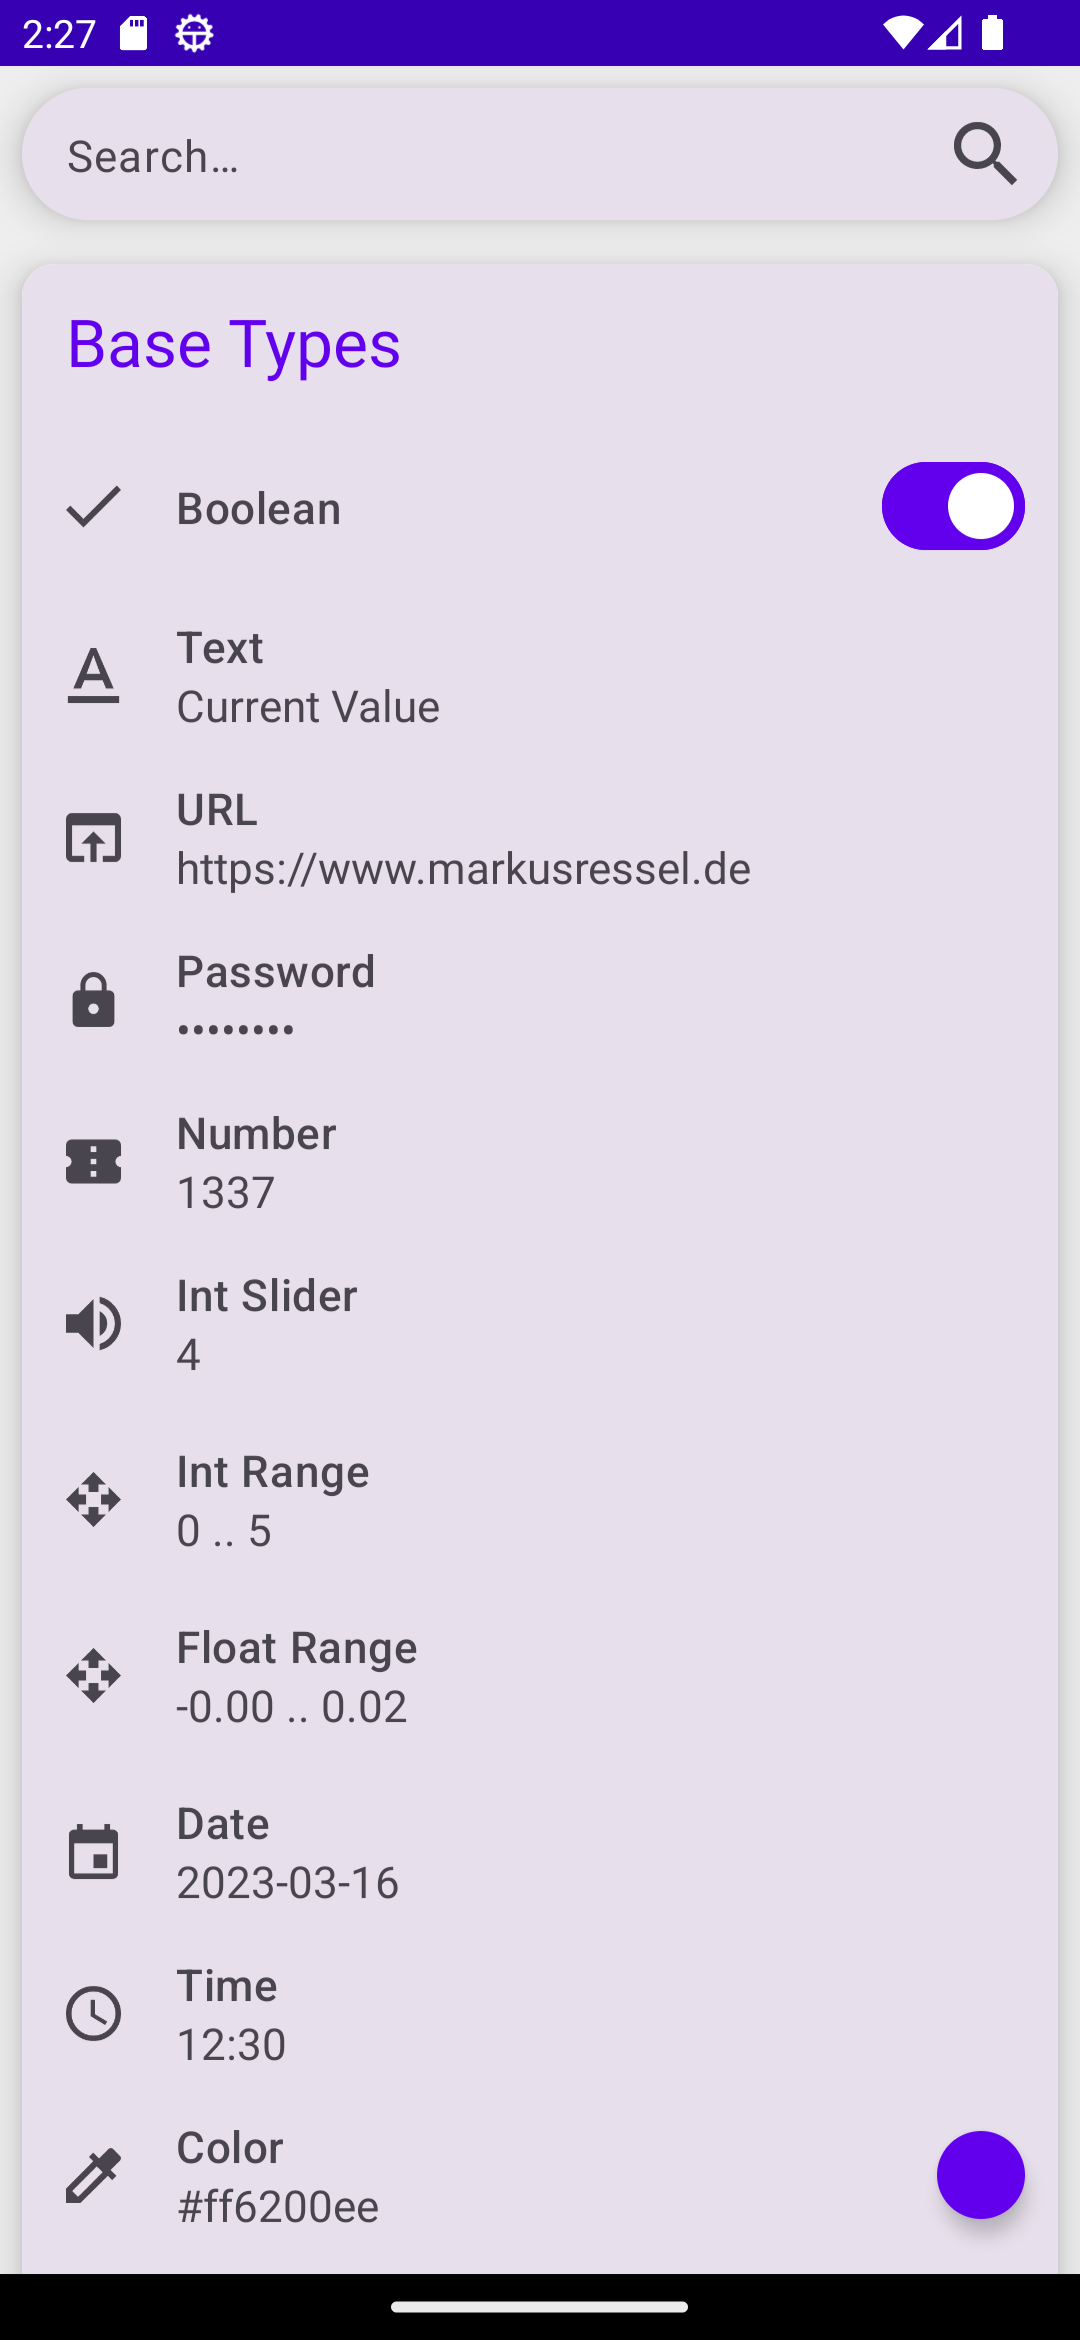 2:27
Search…
Base Types
Boolean
Text
Current Value
URL
https://www.markusressel.de
Password
••••••••
Number
1337
Int Slider
4
Int Range
0 .. 5
Float Range
-0.00 .. 0.02
Date
2023-03-16
Time
12:30
Color
#ff6200ee